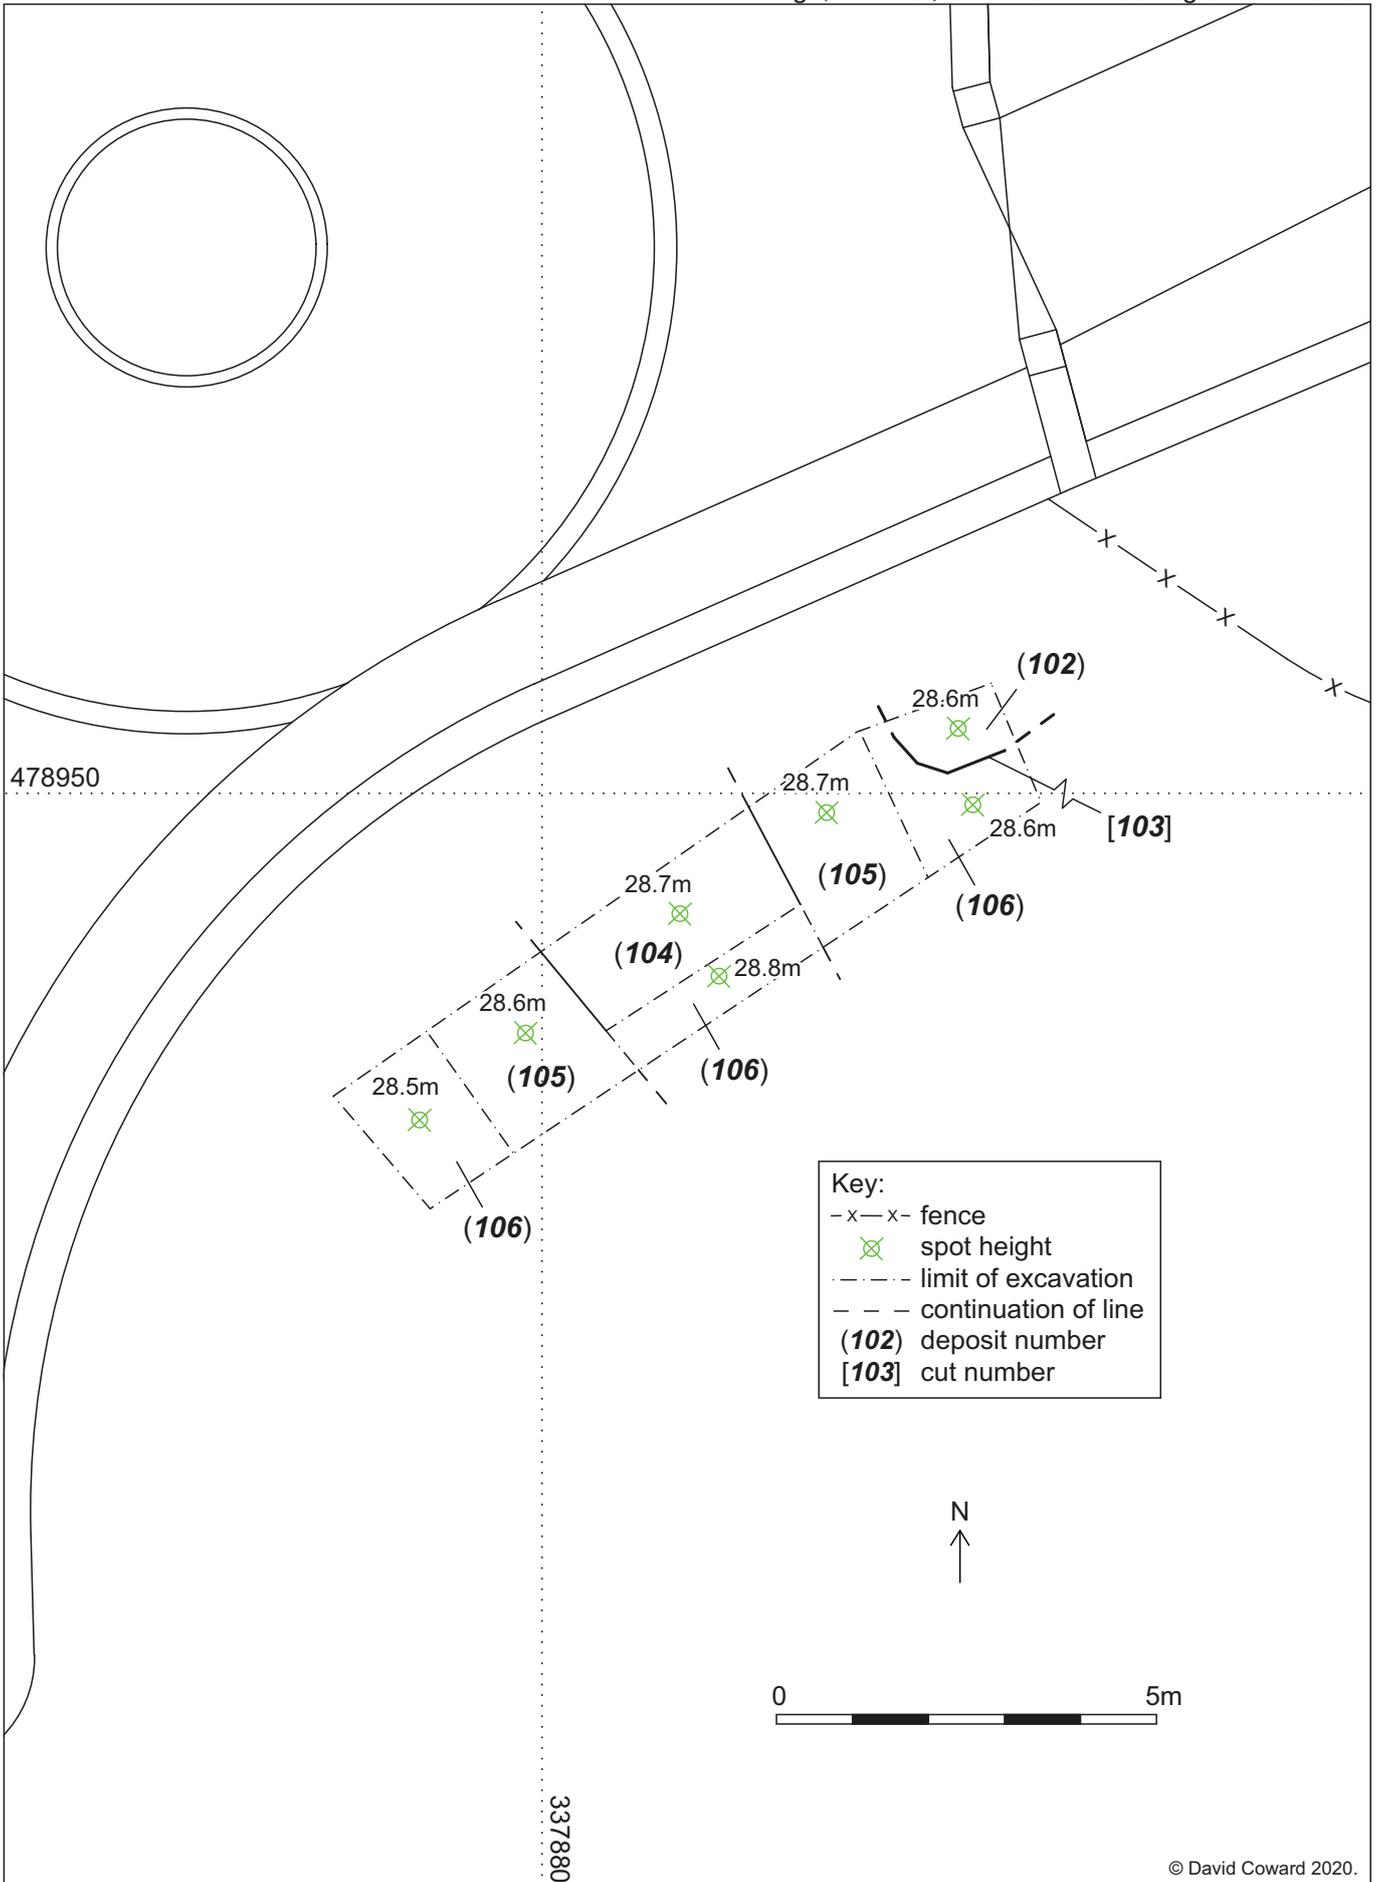 (102)
28.6m
478950
28.7m
[103]
28.6m
(105)
28.7m
(106)
(104)
28.8m
28.6m
(106)
(105)
28.5m
(106)
Key:
-x—x- fence
spot height
limit of excavation
continuation of line
(102) deposit number
[103] cut number
N
0 5m
337880
© David Coward 2020.